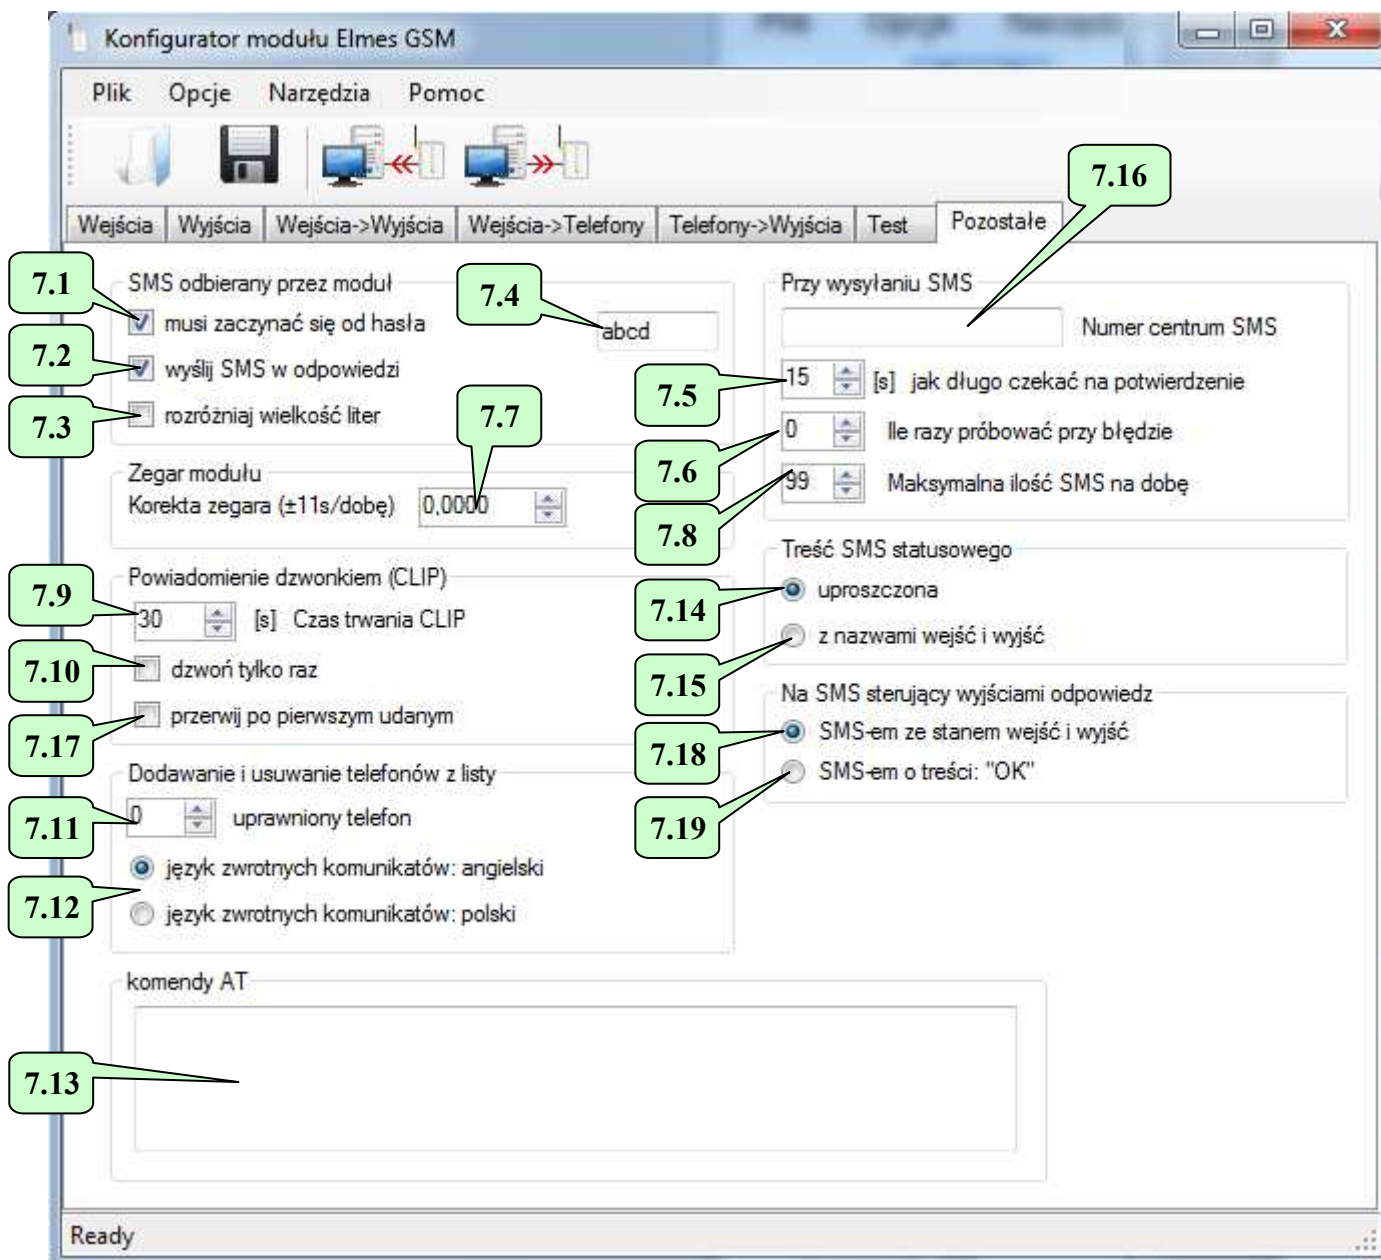 Konfigurator modułu Elmes GSM
Plik Opcje Narzędzia Pomoc
7.16
Wejścia Wyjścia Wejścia->Wyjścia Wejścia->Telefony Telefony->Wyjścia Test Pozostałe
SMS odbierany przez moduł
7.1 musi zaczynać się od hasła
7.4 abcd
7.2 wyślij SMS w odpowiedzi
7.3 rozróżniaj wielkość liter
Zegar modułu
7.7
Korekta zegara (±11s/dobę) 0,0000
Powiadomienie dzwonkiem (CLIP)
7.9 30 [s] Czas trwania CLIP
7.10 dzwoń tylko raz
7.17 przerwij po pierwszym udanym
Dodawanie i usuwanie telefonów z listy
7.11 0 uprawniony telefon
język zwrotnych komunikatów: angielski
7.12
język zwrotnych komunikatów: polski
komendy AT
7.13
Przy wysyłaniu SMS
Numer centrum SMS
7.5 15 [s] jak długo czekać na potwierdzenie
7.6 0 Ile razy próbować przy błędzie
7.8 99 Maksymalna ilość SMS na dobę
Treść SMS statusowego
7.14 uproszczona
7.15 z nazwami wejść i wyjść
Na SMS sterujący wyjściami odpowiedz
7.18 SMS-em ze stanem wejść i wyjść
7.19 SMS-em o treści: "OK"
Ready